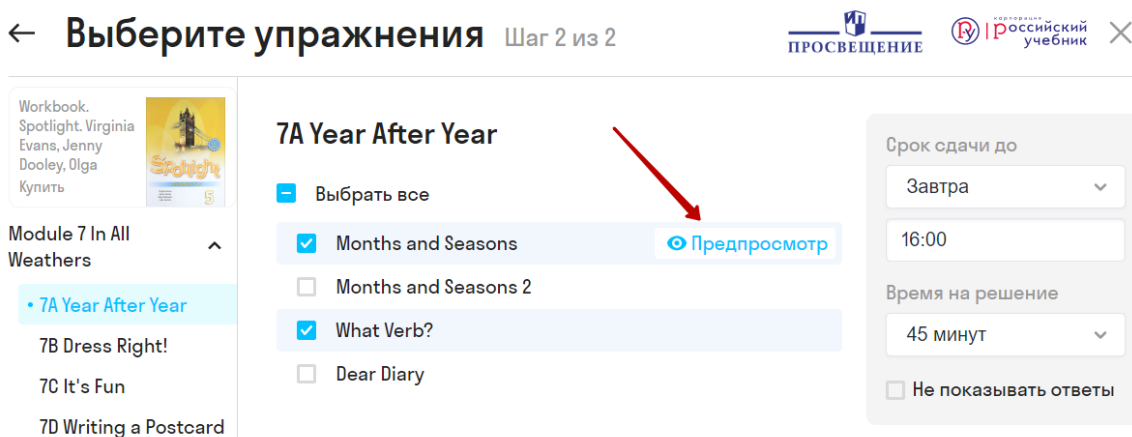 ← Выберите упражнения Шаг 2 из 2
ПРОСВЕЩЕНИЕ
корпорация
российский
учебник
Workbook.
Spotlight. Virginia
Evans, Jenny
Dooley, Olga
Купить
Spotlight
5
Module 7 In All
Weathers
• 7A Year After Year
7B Dress Right!
7C It's Fun
7D Writing a Postcard
7A Year After Year
Выбрать все
Months and Seasons
Предпросмотр
Months and Seasons 2
What Verb?
Dear Diary
Срок сдачи до
Завтра
16:00
Время на решение
45 минут
Не показывать ответы